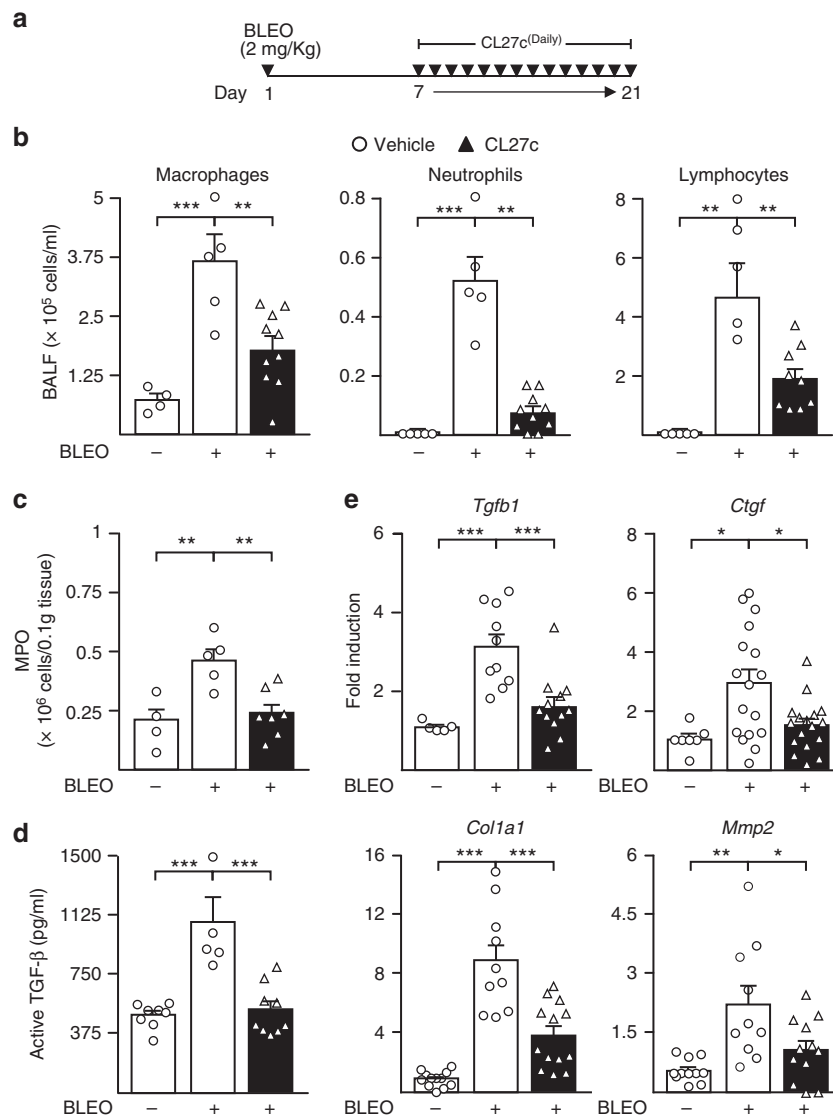 a
BLEO
(2 mg/Kg)
CL27c(Daily)
Day 1 7 21
b
Vehicle CL27c
Macrophages Neutrophils Lymphocytes
BALF (× 10⁵ cells/ml)
5
3.75
2.5
1.25
*** **
0.8
0.6
0.4
0.2
*** **
8
6
4
2
** **
BLEO – + + – + + – + +
c
MPO
(× 10⁶ cells/0.1g tissue)
1
0.75
0.5
0.25
** **
BLEO – + +
e
Tgfb1 Ctgf
Fold induction
6
4
2
*** ***
8
6
4
2
* *
BLEO – + + – + +
d
Active TGF-β (pg/ml)
1500
1125
750
375
*** ***
BLEO – + +
Col1a1 Mmp2
16
12
8
4
*** ***
6
4.5
3
1.5
** *
BLEO – + + – + +